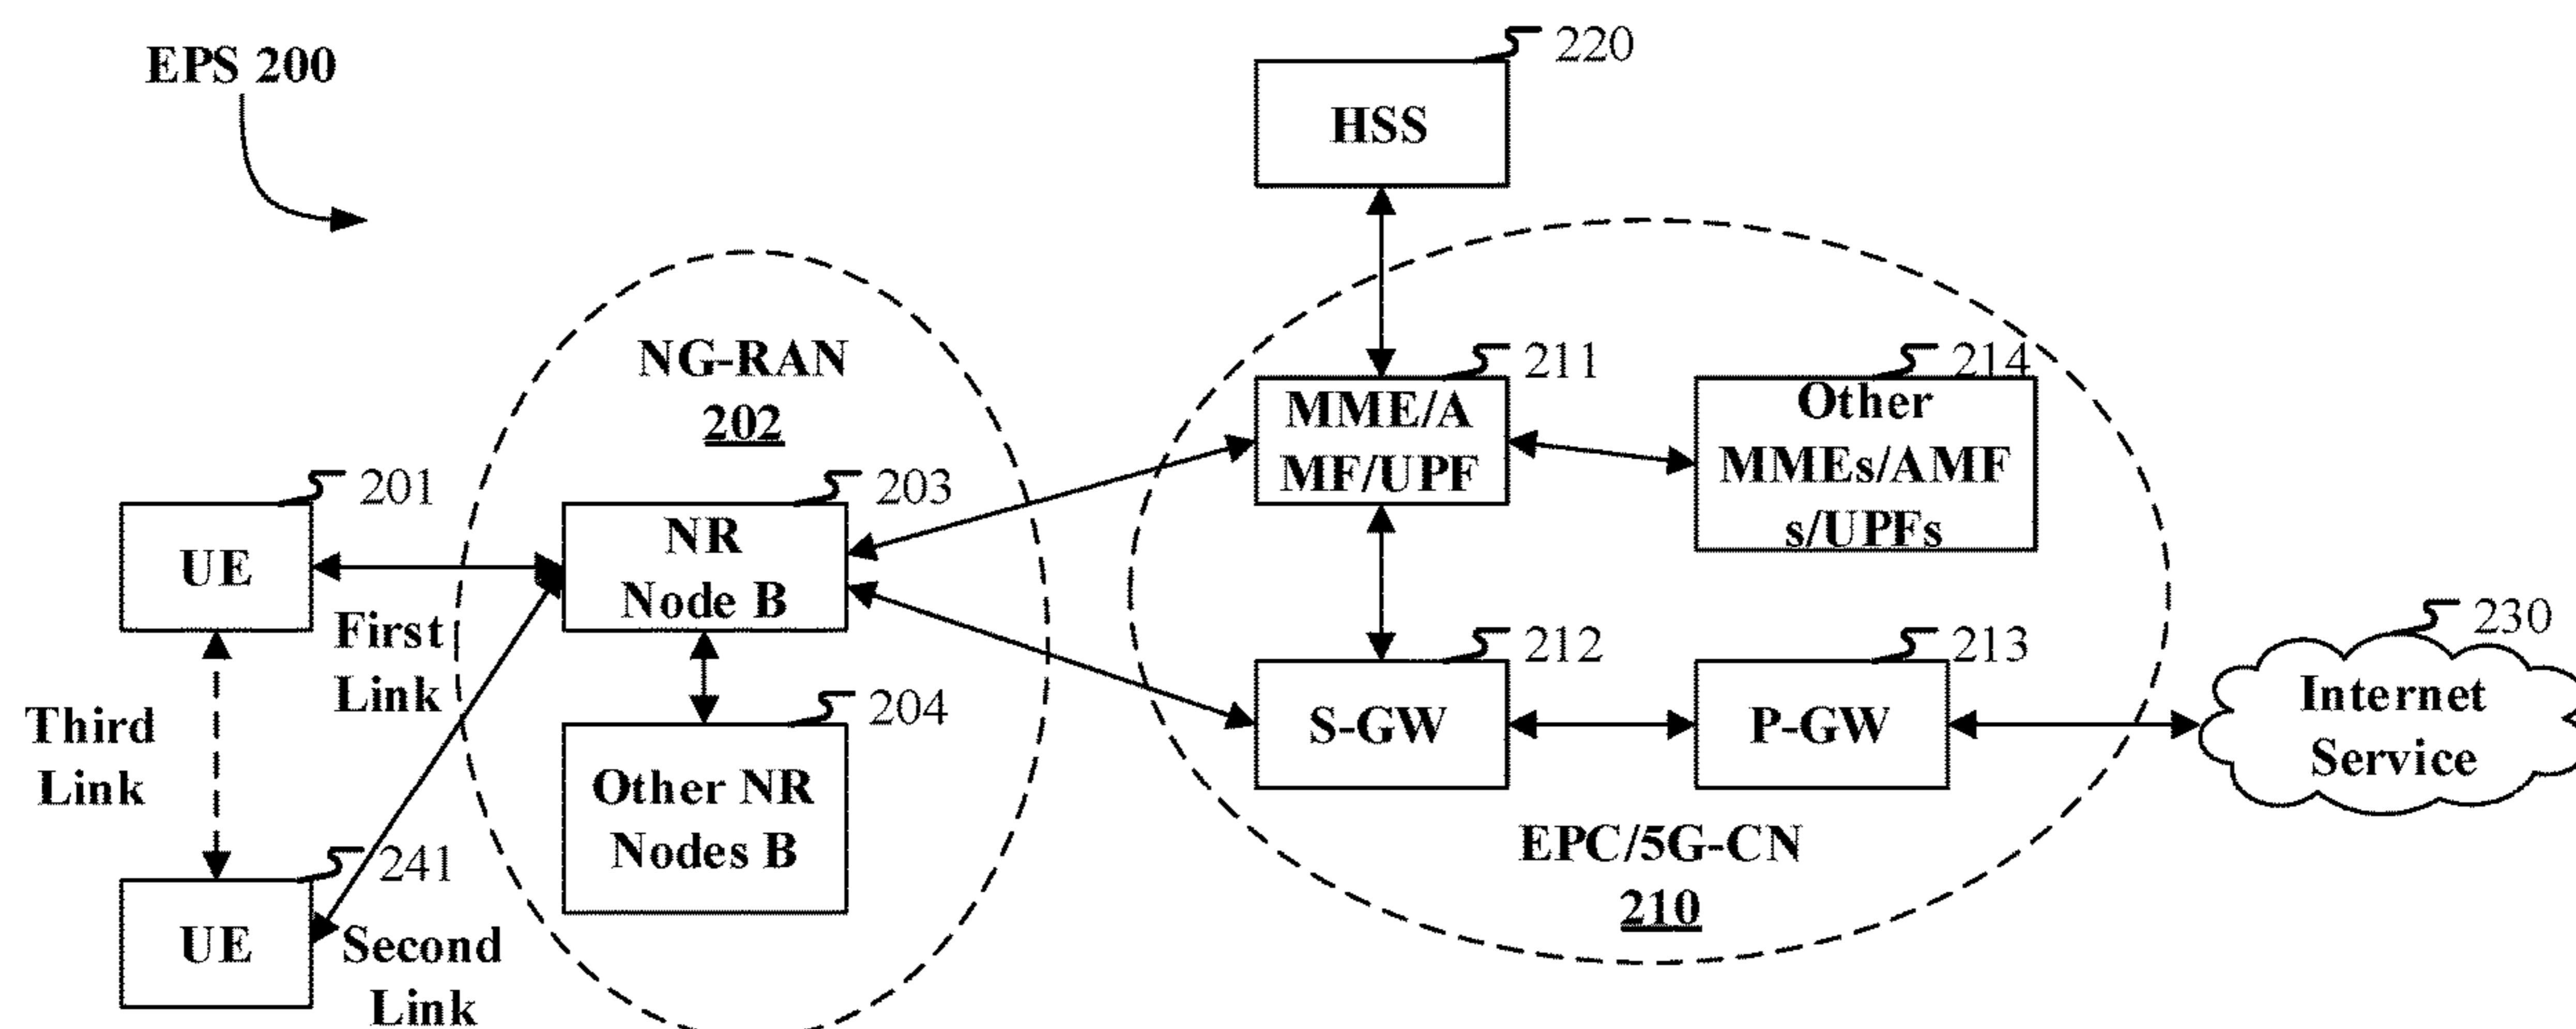 EPS 200
220
HSS
NG-RAN
202
211
MME/A
MF/UPF
214
Other
MMEs/AMF
s/UPFs
201
UE
203
NR
Node B
First
Link
Third
Link
204
Other NR
Nodes B
212
S-GW
213
P-GW
230
Internet
Service
EPC/5G-CN
210
241
UE
Second
Link